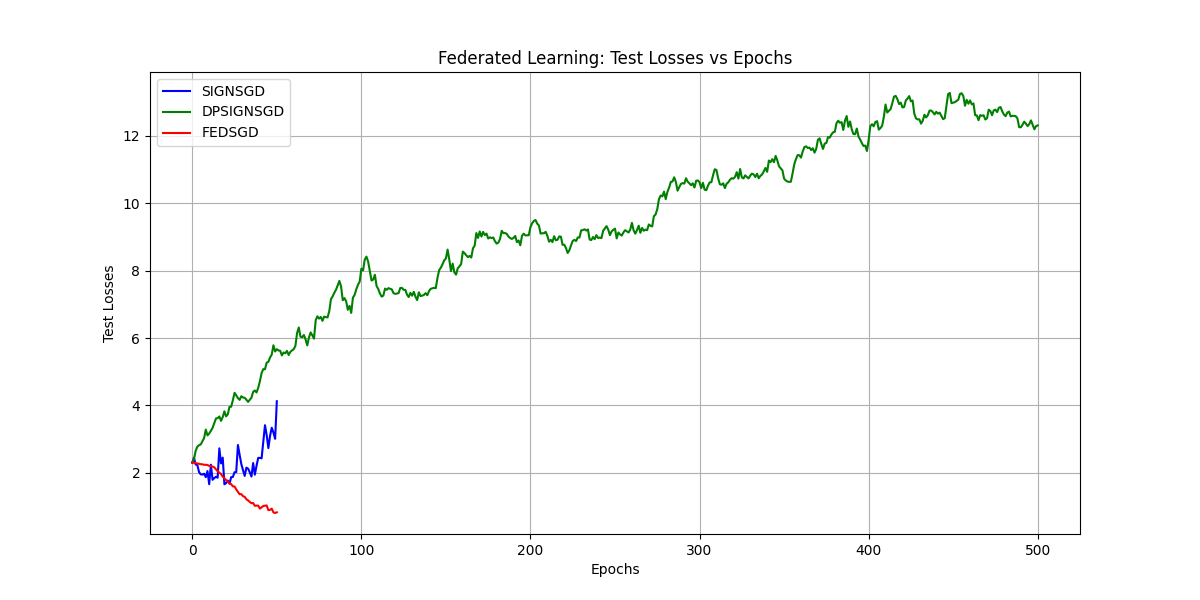 Federated Learning: Test Losses vs Epochs
SIGNSGD
DPSIGNSGD
FEDSGD
12
10
8
6
4
2
Test Losses
0 100 200 300 400 500
Epochs